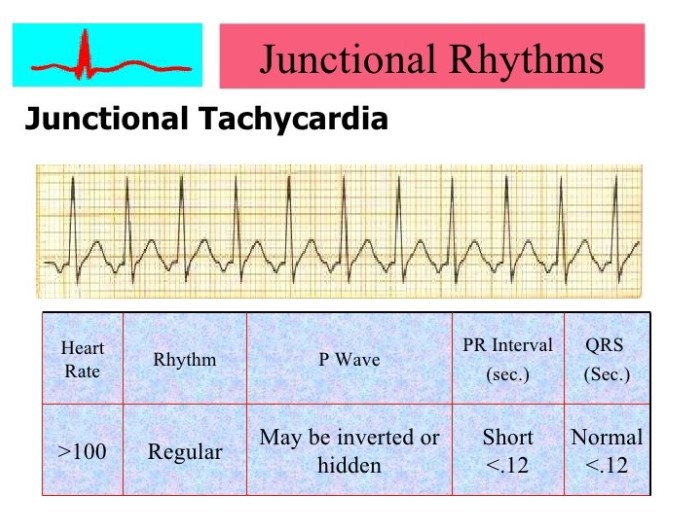 Junctional Rhythms
Junctional Tachycardia
Heart
Rate
Rhythm
P Wave
PR Interval
(sec.)
QRS
(Sec.)
>100
Regular
May be inverted or
hidden
Short
<.12
Normal
<.12